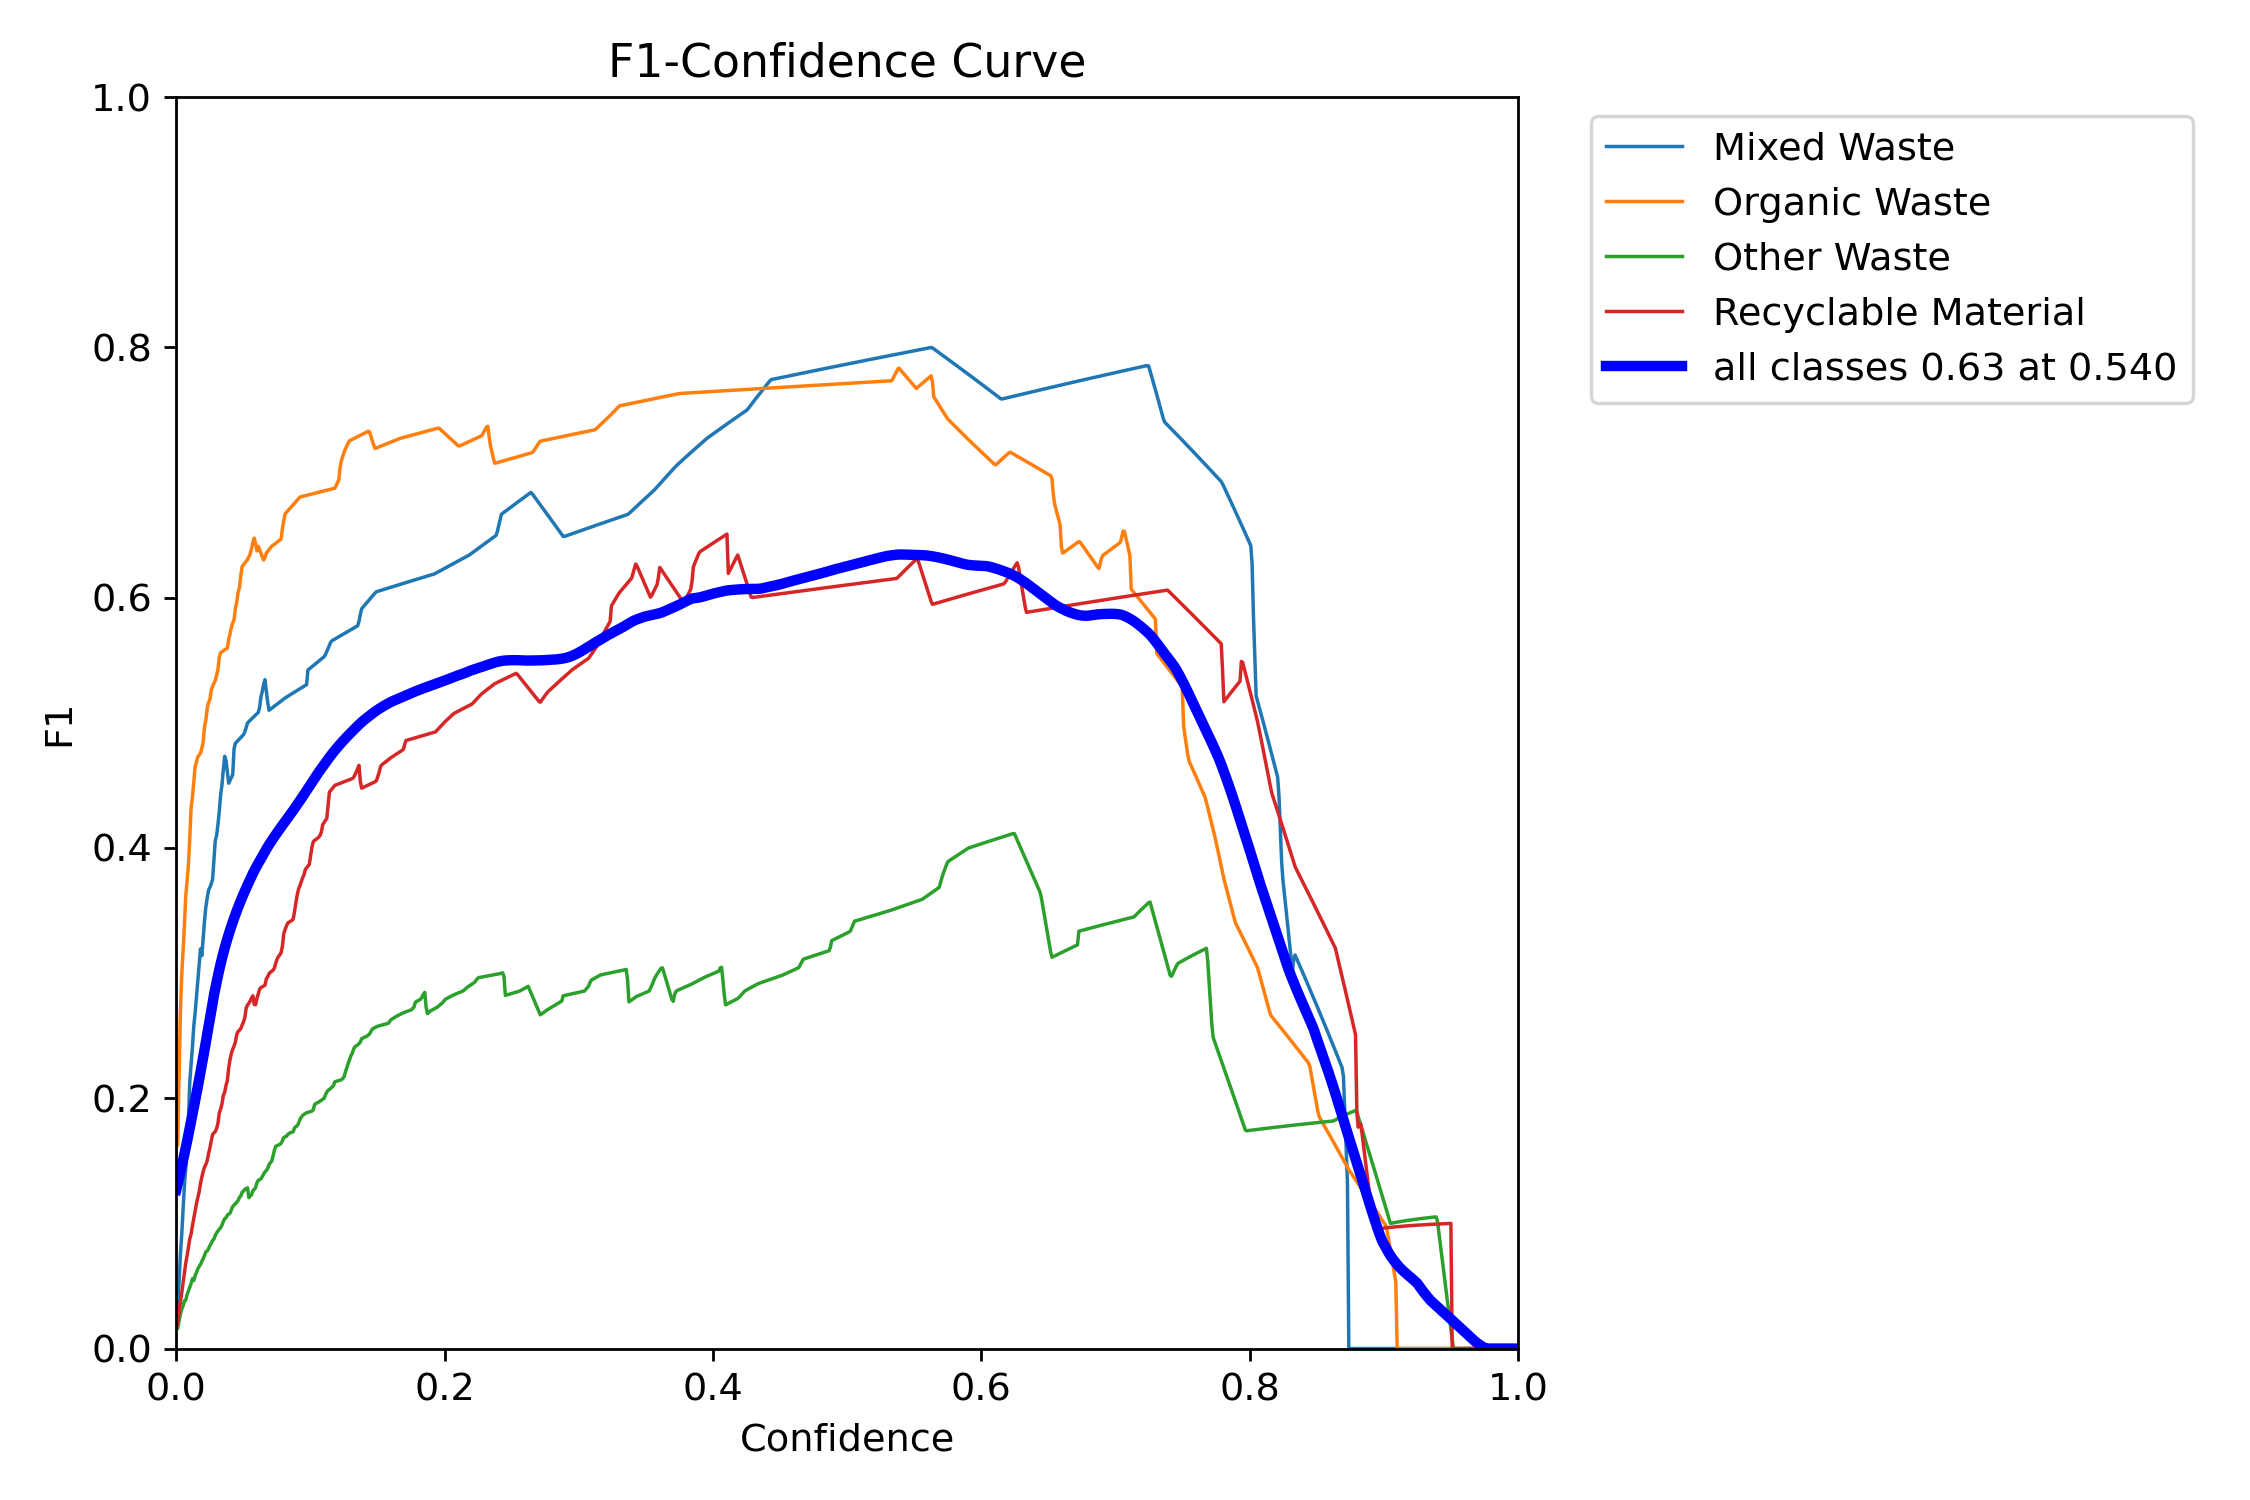 F1-Confidence Curve
1.0
0.8
0.6
0.4
0.2
0.0
F1
0.0 0.2 0.4 0.6 0.8 1.0
Confidence
Mixed Waste
Organic Waste
Other Waste
Recyclable Material
all classes 0.63 at 0.540